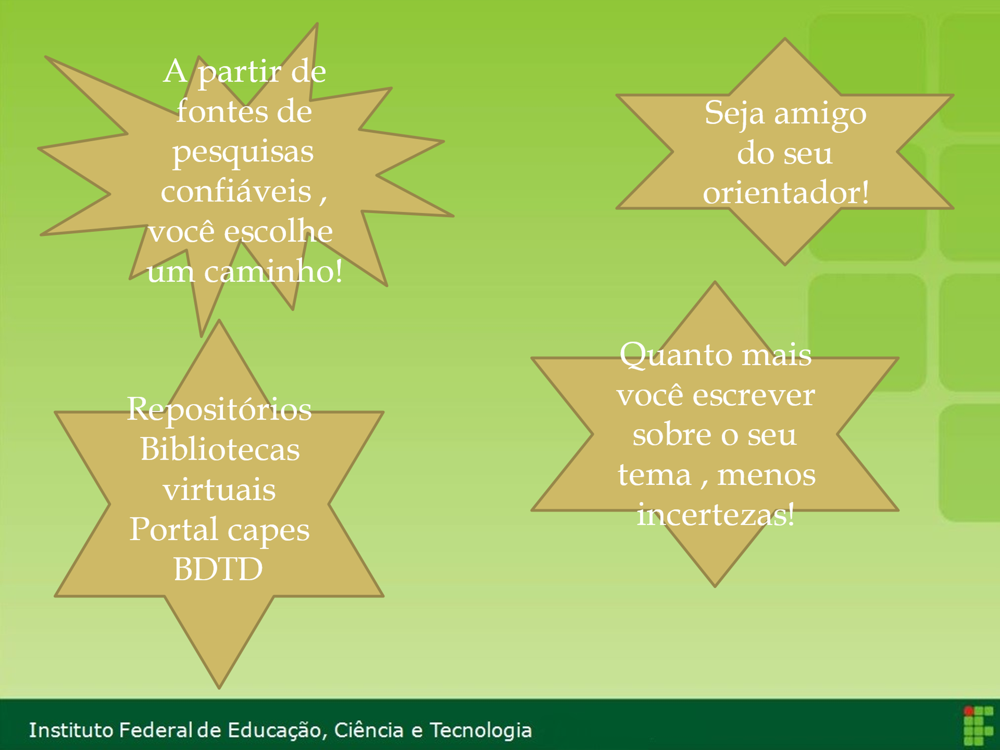 A partir de
fontes de
pesquisas
confiáveis ,
você escolhe
um caminho!
Seja amigo
do seu
orientador!
Repositórios
Bibliotecas
virtuais
Portal capes
BDTD
Quanto mais
você escrever
sobre o seu
tema , menos
incertezas!
Instituto Federal de Educação, Ciência e Tecnologia